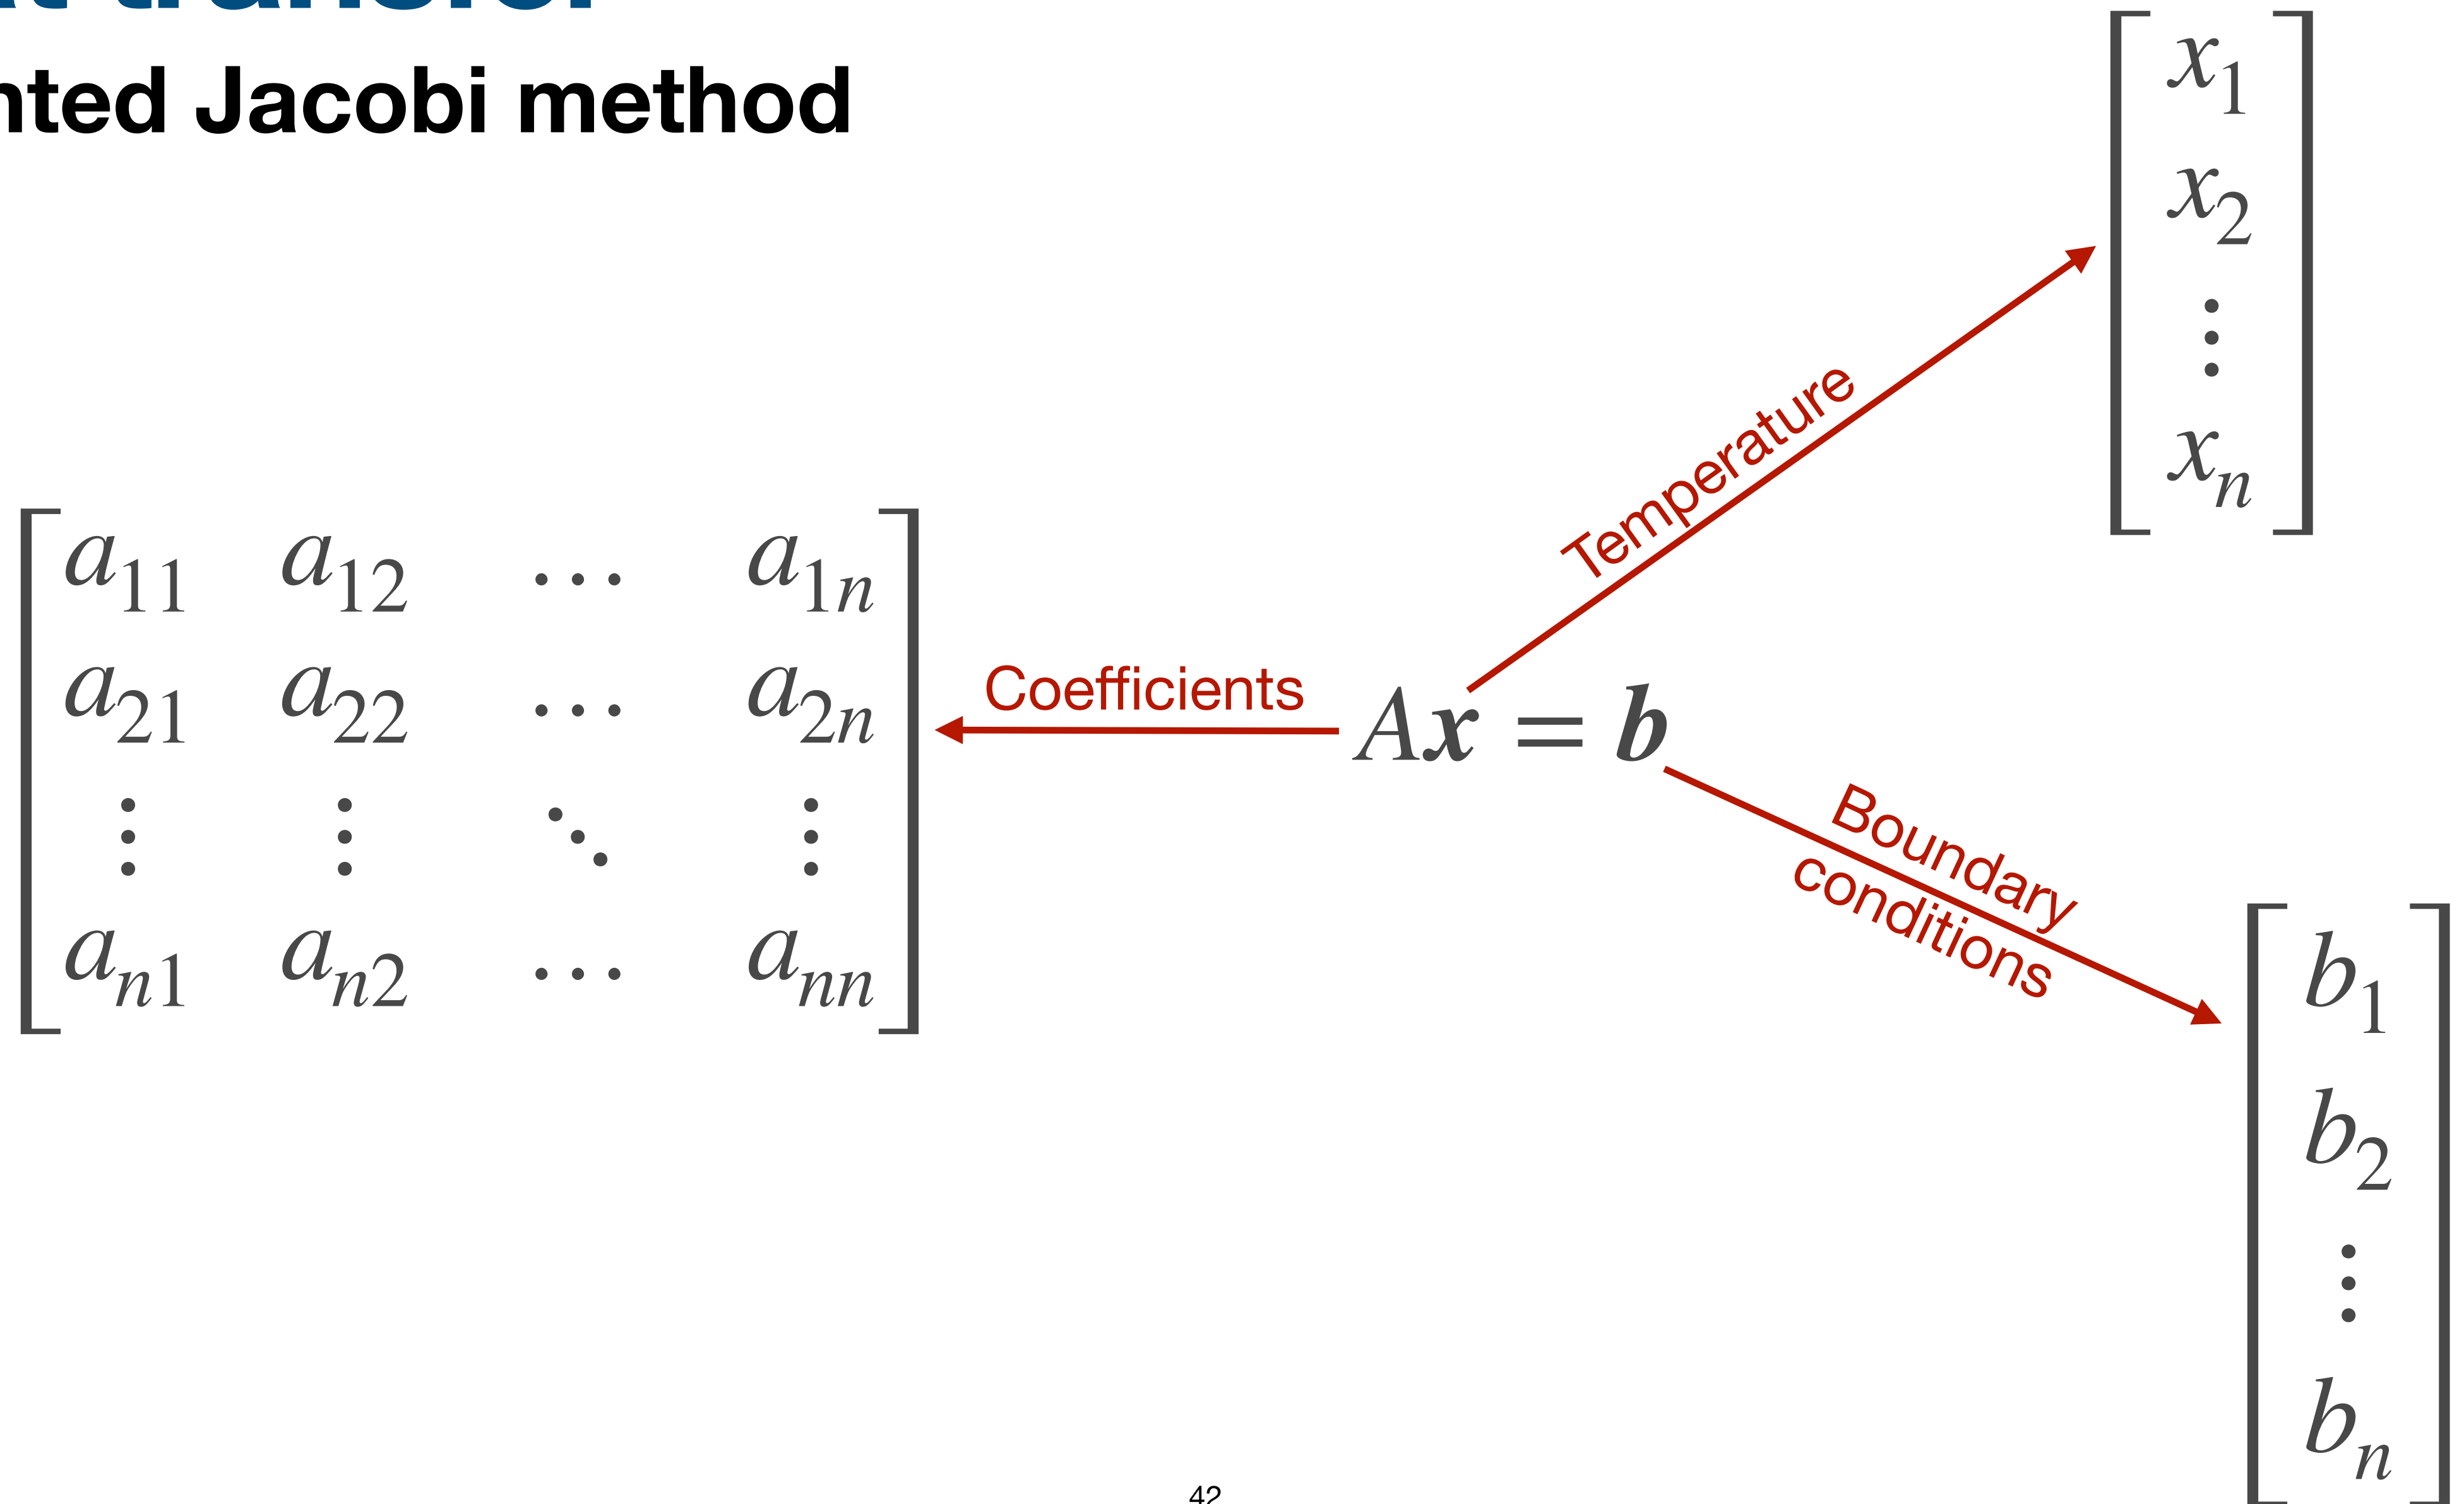 transfer
nted Jacobi method
x₁
x₂
⋮
xₙ
Temperature
a₁₁ a₁₂ … a₁ₙ
a₂₁ a₂₂ … a₂ₙ
⋮ ⋮ ⋱ ⋮
aₙ₁ aₙ₂ … aₙₙ
Coefficients
Ax = b
Boundary
conditions
b₁
b₂
⋮
bₙ
42